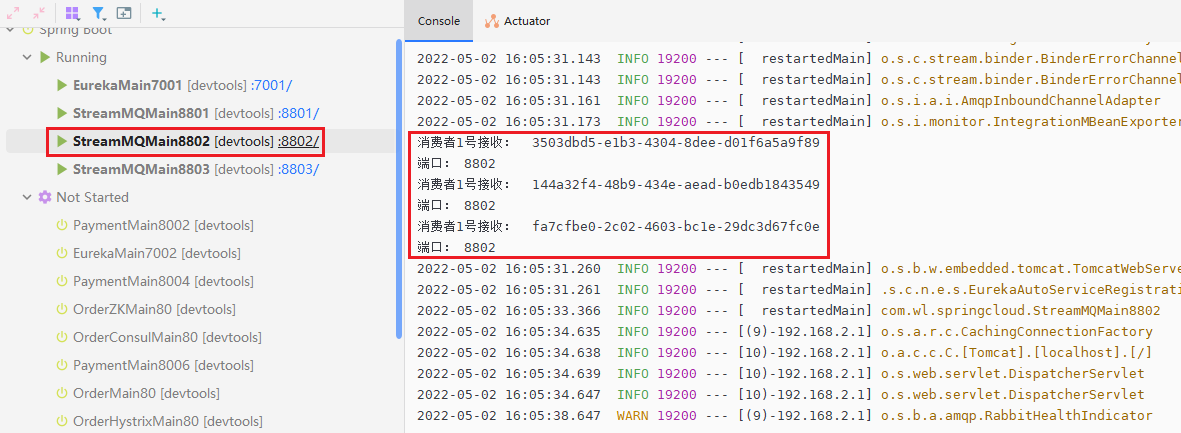 Spring Boot
Running
EurekaMain7001 [devtools] :7001/
StreamMQMain8801 [devtools] :8801/
StreamMQMain8802 [devtools] :8802/
StreamMQMain8803 [devtools] :8803/
Not Started
PaymentMain8002 [devtools]
EurekaMain7002 [devtools]
PaymentMain8004 [devtools]
OrderZKMain80 [devtools]
OrderConsulMain80 [devtools]
PaymentMain8006 [devtools]
OrderMain80 [devtools]
OrderHystrixMain80 [devtools]
Console
Actuator
2022-05-02 16:05:31.143 INFO 19200 --- [ restartedMain] o.s.c.stream.binder.BinderErrorChannel
2022-05-02 16:05:31.143 INFO 19200 --- [ restartedMain] o.s.c.stream.binder.BinderErrorChannel
2022-05-02 16:05:31.161 INFO 19200 --- [ restartedMain] o.s.i.a.i.AmqpInboundChannelAdapter
2022-05-02 16:05:31.173 INFO 19200 --- [ restartedMain] o.s.i.monitor.IntegrationMBeanExporter
消费者1号接收: 3503dbd5-e1b3-4304-8dee-d01f6a5a9f89
端口: 8802
消费者1号接收: 144a32f4-48b9-434e-aead-b0edb1843549
端口: 8802
消费者1号接收: fa7cfbe0-2c02-4603-bc1e-29dc3d67fc0e
端口: 8802
2022-05-02 16:05:31.260 INFO 19200 --- [ restartedMain] o.s.b.w.embedded.tomcat.TomcatWebServe
2022-05-02 16:05:31.261 INFO 19200 --- [ restartedMain] .s.c.n.e.s.EurekaAutoServiceRegistrati
2022-05-02 16:05:33.366 INFO 19200 --- [ restartedMain] com.wl.springcloud.StreamMQMain8802
2022-05-02 16:05:34.635 INFO 19200 --- [(9)-192.168.2.1] o.s.a.r.c.CachingConnectionFactory
2022-05-02 16:05:34.638 INFO 19200 --- [10)-192.168.2.1] o.a.c.c.C.[Tomcat].[localhost].[/]
2022-05-02 16:05:34.639 INFO 19200 --- [10)-192.168.2.1] o.s.web.servlet.DispatcherServlet
2022-05-02 16:05:34.647 INFO 19200 --- [10)-192.168.2.1] o.s.web.servlet.DispatcherServlet
2022-05-02 16:05:38.647 WARN 19200 --- [(9)-192.168.2.1] o.s.b.a.amqp.RabbitHealthIndicator